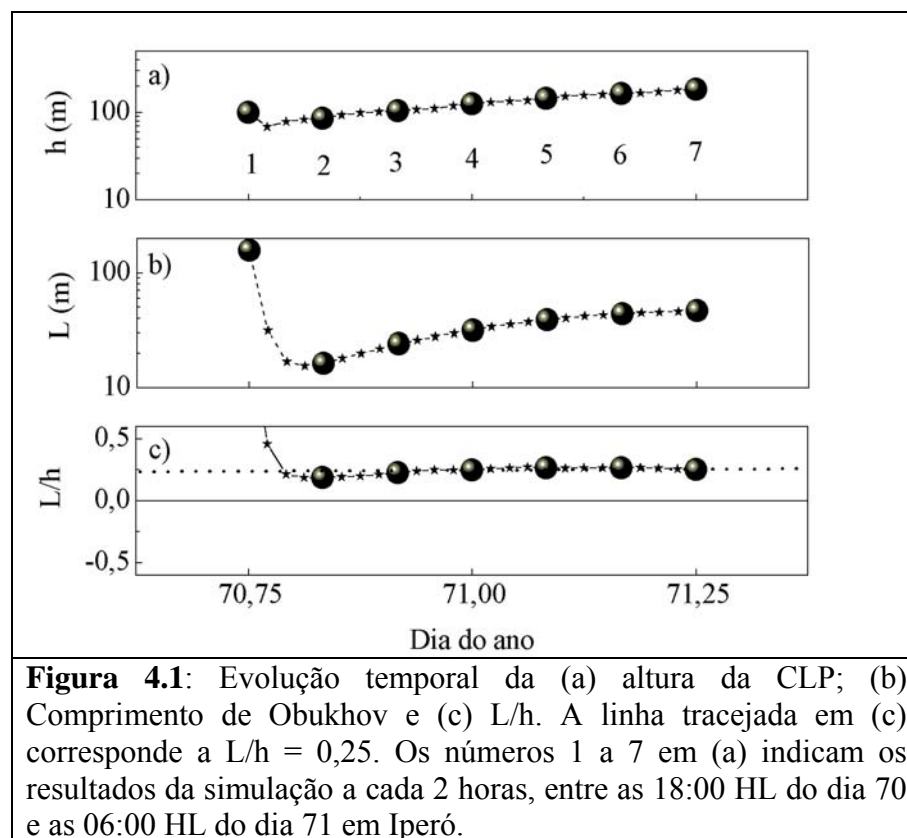 a)
h (m)
100
10
1 2 3 4 5 6 7
b)
L (m)
100
10
c)
L/h
0,5
0,0
-0,5
70,75 71,00 71,25
Dia do ano
Figura 4.1: Evolução temporal da (a) altura da CLP; (b)
Comprimento de Obukhov e (c) L/h. A linha tracejada em (c)
corresponde a L/h = 0,25. Os números 1 a 7 em (a) indicam os
resultados da simulação a cada 2 horas, entre as 18:00 HL do dia 70
e as 06:00 HL do dia 71 em Iperó.